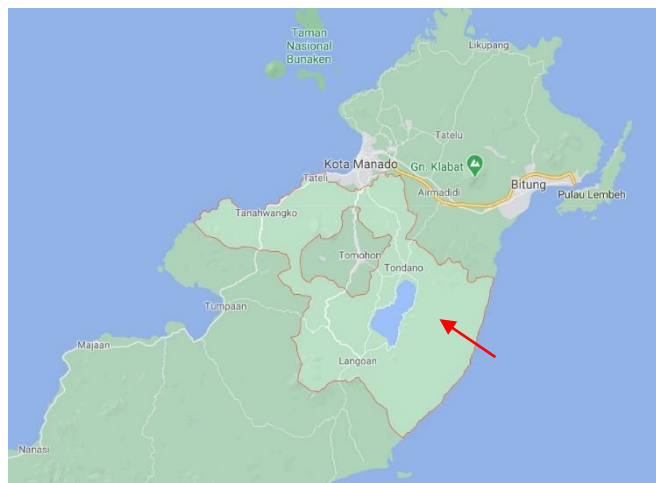 Taman
Nasional
Bunaken
Likupang
Tatelu
Kota Manado
Gn. Klabat
Tateli
Airmadidi
Bitung
Pulau Lembeh
Tanahwangko
Tomohon
Tondano
Tumpaan
Majaan
Langoan
Nanasi